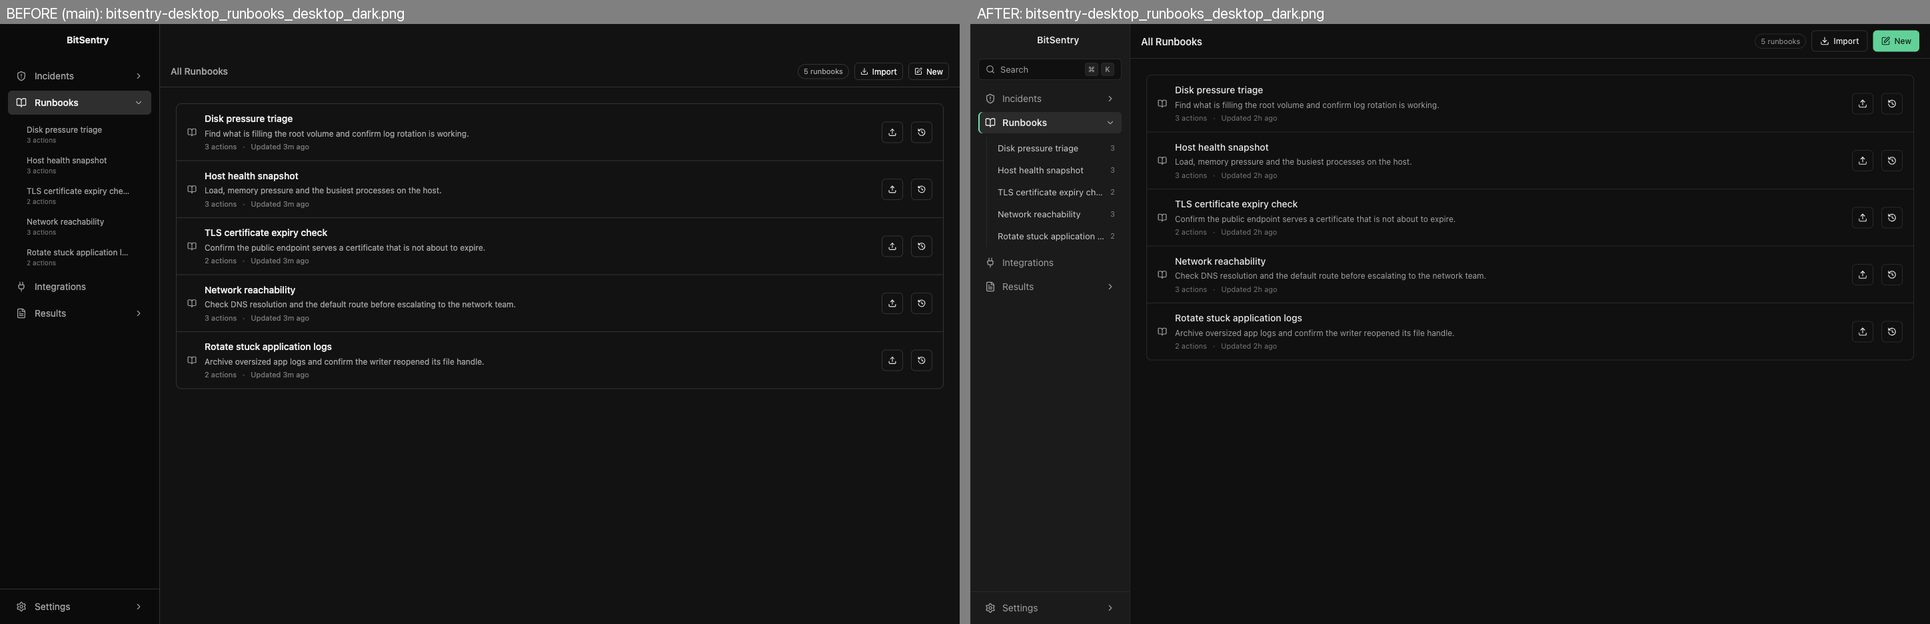 BEFORE (main): bitsentry-desktop_runbooks_desktop_dark.png
BitSentry
Incidents
Runbooks
Disk pressure triage
3 actions
Host health snapshot
3 actions
TLS certificate expiry che...
2 actions
Network reachability
3 actions
Rotate stuck application l...
2 actions
Integrations
Results
Settings
All Runbooks
5 runbooks
Import
New
Disk pressure triage
Find what is filling the root volume and confirm log rotation is working.
3 actions · Updated 3m ago
Host health snapshot
Load, memory pressure and the busiest processes on the host.
3 actions · Updated 3m ago
TLS certificate expiry check
Confirm the public endpoint serves a certificate that is not about to expire.
2 actions · Updated 3m ago
Network reachability
Check DNS resolution and the default route before escalating to the network team.
3 actions · Updated 3m ago
Rotate stuck application logs
Archive oversized app logs and confirm the writer reopened its file handle.
2 actions · Updated 3m ago
AFTER: bitsentry-desktop_runbooks_desktop_dark.png
BitSentry
Search ⌘ K
Incidents
Runbooks
Disk pressure triage 3
Host health snapshot 3
TLS certificate expiry ch... 2
Network reachability 3
Rotate stuck application ... 2
Integrations
Results
Settings
All Runbooks
5 runbooks
Import
New
Disk pressure triage
Find what is filling the root volume and confirm log rotation is working.
3 actions · Updated 2h ago
Host health snapshot
Load, memory pressure and the busiest processes on the host.
3 actions · Updated 2h ago
TLS certificate expiry check
Confirm the public endpoint serves a certificate that is not about to expire.
2 actions · Updated 2h ago
Network reachability
Check DNS resolution and the default route before escalating to the network team.
3 actions · Updated 2h ago
Rotate stuck application logs
Archive oversized app logs and confirm the writer reopened its file handle.
2 actions · Updated 2h ago